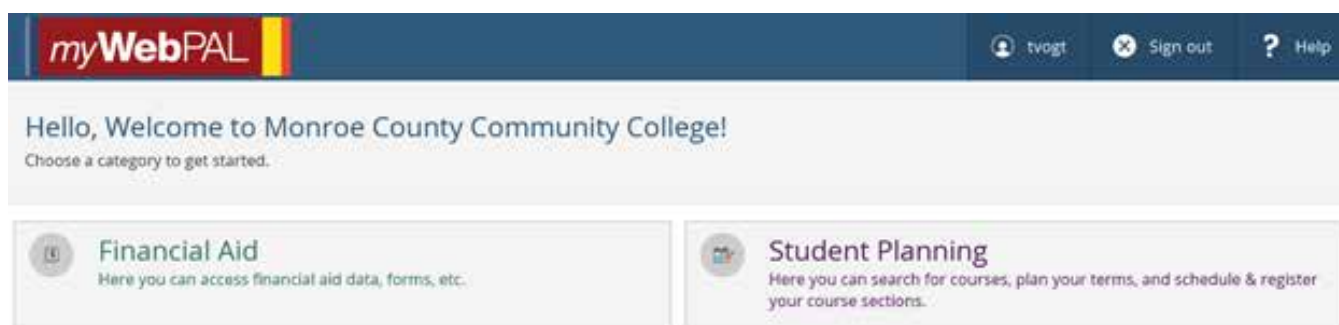 myWebPAL
tvogt
Sign out
? Help
Hello, Welcome to Monroe County Community College!
Choose a category to get started.
Financial Aid
Here you can access financial aid data, forms, etc.
Student Planning
Here you can search for courses, plan your terms, and schedule & register
your course sections.